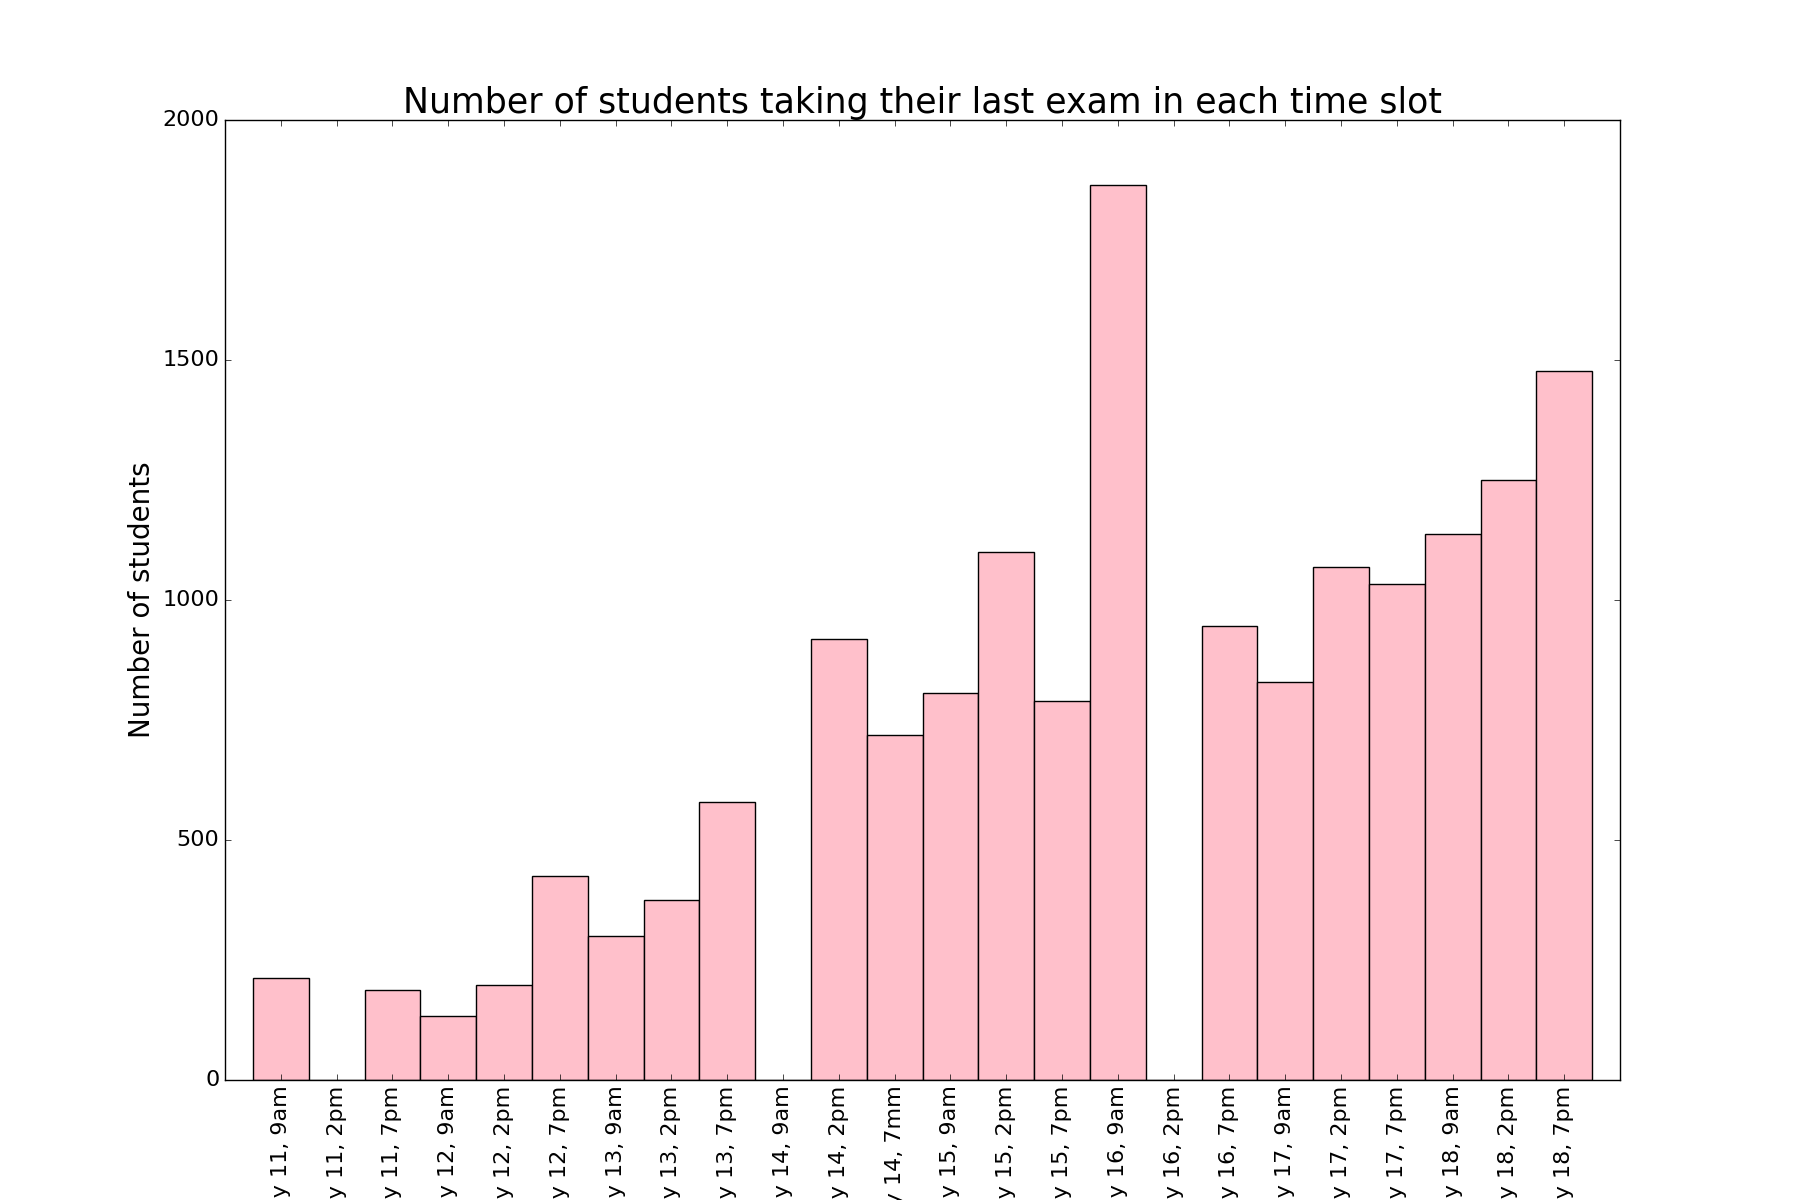 Number of students taking their last exam in each time slot
Number of students
2000
1500
1000
500
0
y 11, 9am
y 11, 2pm
y 11, 7pm
y 12, 9am
y 12, 2pm
y 12, 7pm
y 13, 9am
y 13, 2pm
y 13, 7pm
y 14, 9am
y 14, 2pm
y 14, 7mm
y 15, 9am
y 15, 2pm
y 15, 7pm
y 16, 9am
y 16, 2pm
y 16, 7pm
y 17, 9am
y 17, 2pm
y 17, 7pm
y 18, 9am
y 18, 2pm
y 18, 7pm